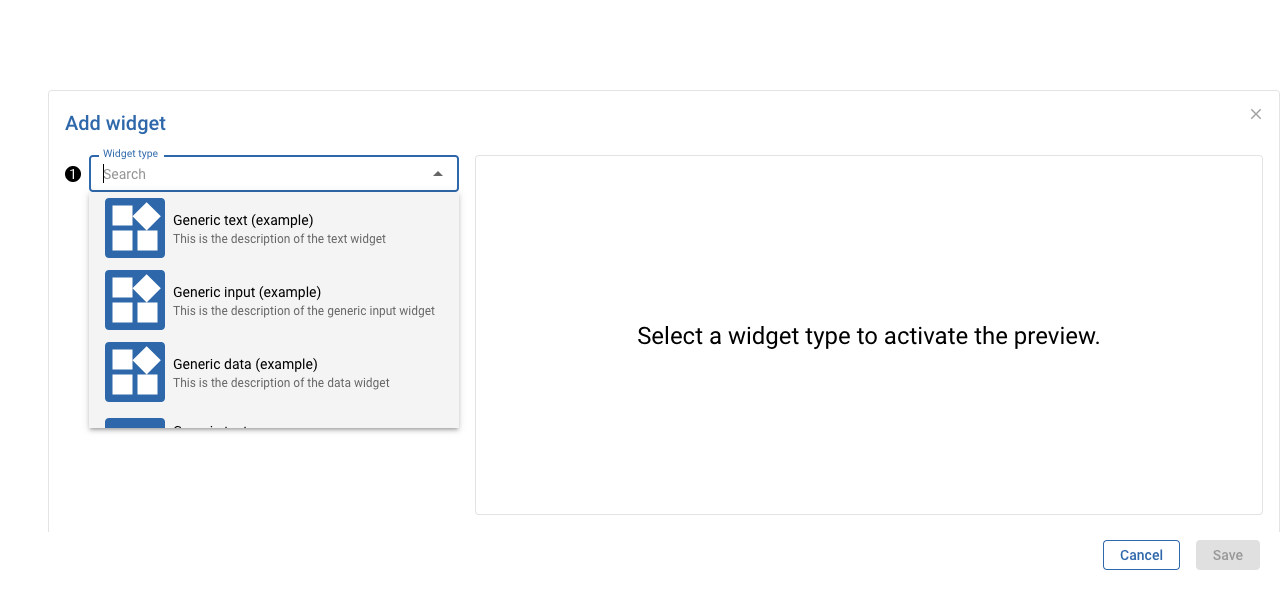 Add widget
Widget type
1
Search
Generic text (example)
This is the description of the text widget
Generic input (example)
This is the description of the generic input widget
Generic data (example)
This is the description of the data widget
Select a widget type to activate the preview.
Cancel
Save